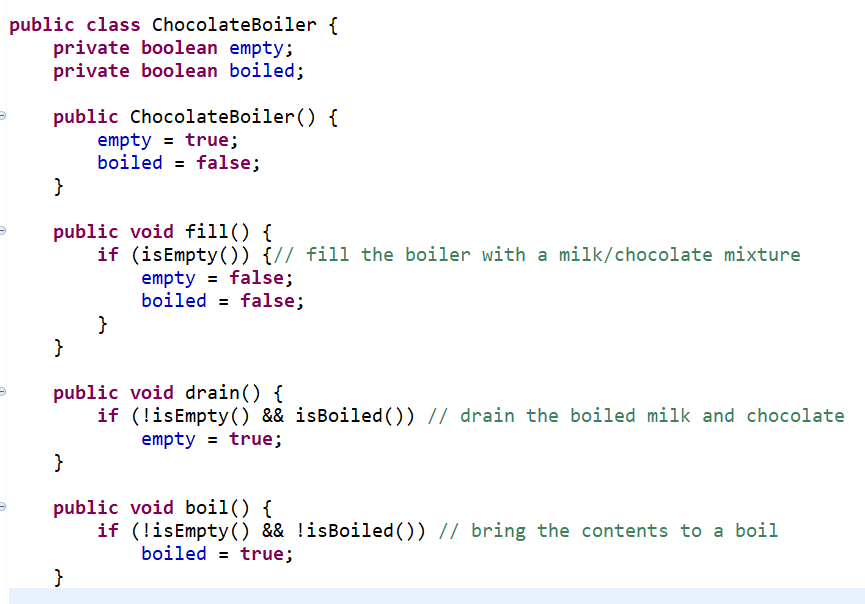 public class ChocolateBoiler {
    private boolean empty;
    private boolean boiled;

    public ChocolateBoiler() {
        empty = true;
        boiled = false;
    }

    public void fill() {
        if (isEmpty()) {// fill the boiler with a milk/chocolate mixture
            empty = false;
            boiled = false;
        }
    }

    public void drain() {
        if (!isEmpty() && isBoiled()) // drain the boiled milk and chocolate
            empty = true;
    }

    public void boil() {
        if (!isEmpty() && !isBoiled()) // bring the contents to a boil
            boiled = true;
    }